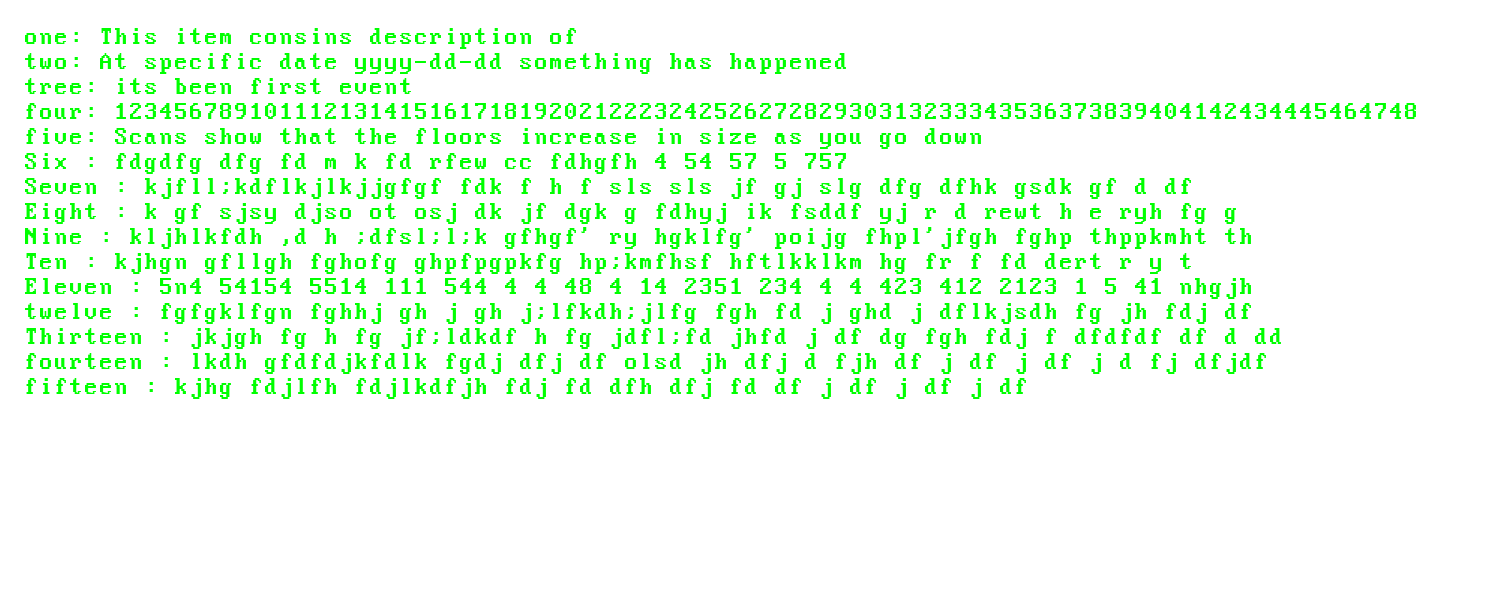 one: This item consins description of
two: At specific date yyyy-dd-dd something has happened
tree: its been first event
four: 123456789101112131415161718192021222324252627282930313233343536373839404142434445464748
five: Scans show that the floors increase in size as you go down
Six : fdgdfg dfg fd m k fd rfew cc fdhgfh 4 54 57 5 757
Seven : kjfll;kdflkjlkjjgfgf fdk f h f sls sls jf gj slg dfg dfhk gsdk gf d df
Eight : k gf sjsy djso ot osj dk jf dgk g fdhyj ik fsddf yj r d rewt h e ryh fg g
Nine : kljhlkfdh ,d h ;dfsl;l;k gfhgf' ry hgklfg' poijg fhpl'jfgh fghp thppkmht th
Ten : kjhgn gfllgh fghofg ghpfpgpkfg hp;kmfhsf hftlkklkm hg fr f fd dert r y t
Eleven : 5n4 54154 5514 111 544 4 4 48 4 14 2351 234 4 4 423 412 2123 1 5 41 nhgjh
twelve : fgfgklfgn fghhj gh j gh j;lfkdh;jlfg fgh fd j ghd j dflkjsdh fg jh fdj df
Thirteen : jkjgh fg h fg jf;ldkdf h fg jdfl;fd jhfd j df dg fgh fdj f dfdfdf df d dd
fourteen : lkdh gfdfdjkfdlk fgdj dfj df olsd jh dfj d fjh df j df j df j d fj dfjdf
fifteen : kjhg fdjlfh fdjlkdfjh fdj fd dfh dfj fd df j df j df j df